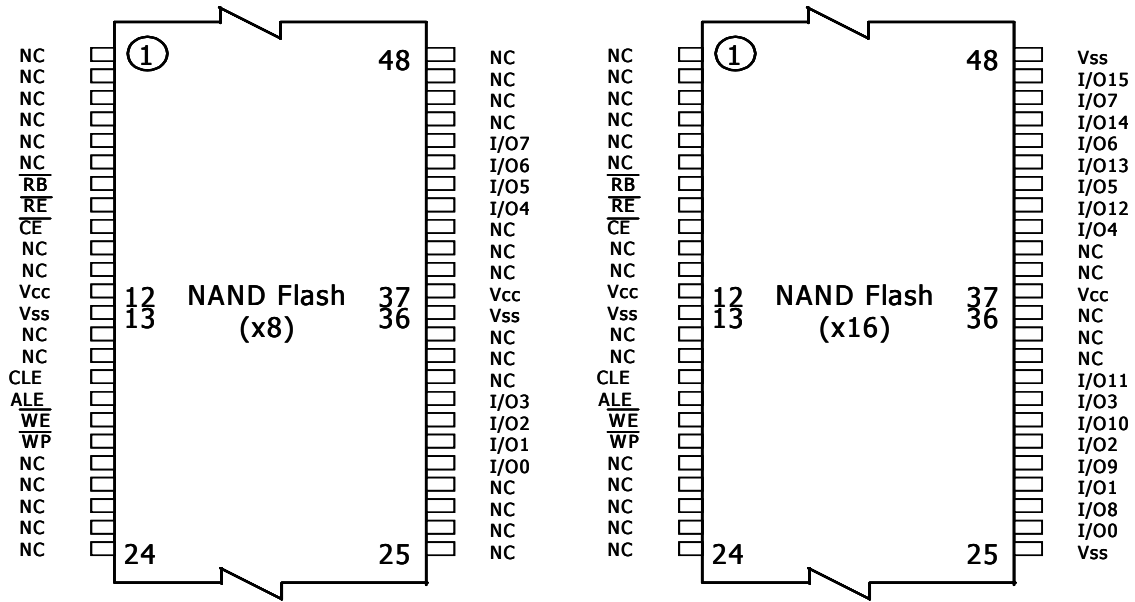 NC 1 48 NC NC 1 48 Vss
NC NC NC I/O15
NC NC NC I/O7
NC NC NC I/O14
NC I/O7 NC I/O6
NC I/O6 NC I/O13
RB I/O5 RB I/O5
RE I/O4 RE I/O12
CE NC CE I/O4
NC NC NC NC
NC NC NC NC
Vcc 12 NAND Flash 37 Vcc Vcc 12 NAND Flash 37 Vcc
Vss 13 (x8) 36 Vss Vss 13 (x16) 36 NC
NC NC NC NC
NC NC NC NC
CLE NC CLE I/O11
ALE I/O3 ALE I/O3
WE I/O2 WE I/O10
WP I/O1 WP I/O2
NC I/O0 NC I/O9
NC NC NC I/O1
NC NC NC I/O8
NC NC NC I/O0
NC 24 25 NC NC 24 25 Vss